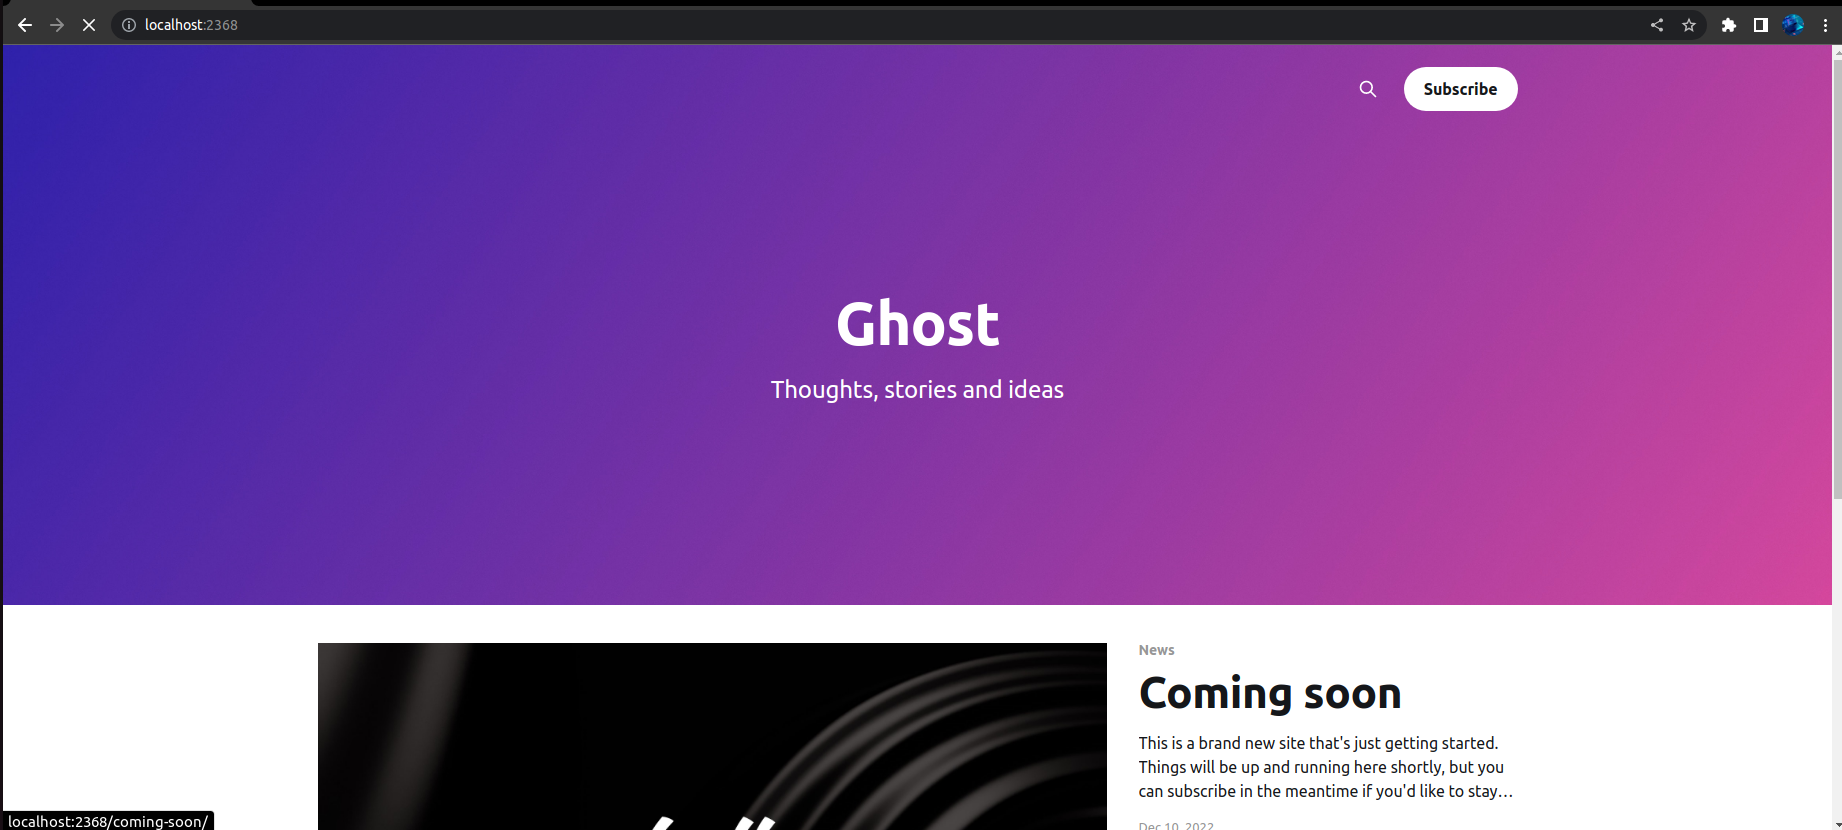 localhost:2368
Subscribe
Ghost
Thoughts, stories and ideas
News
Coming soon
This is a brand new site that's just getting started.
Things will be up and running here shortly, but you
can subscribe in the meantime if you'd like to stay…
Dec 10, 2022
localhost:2368/coming-soon/